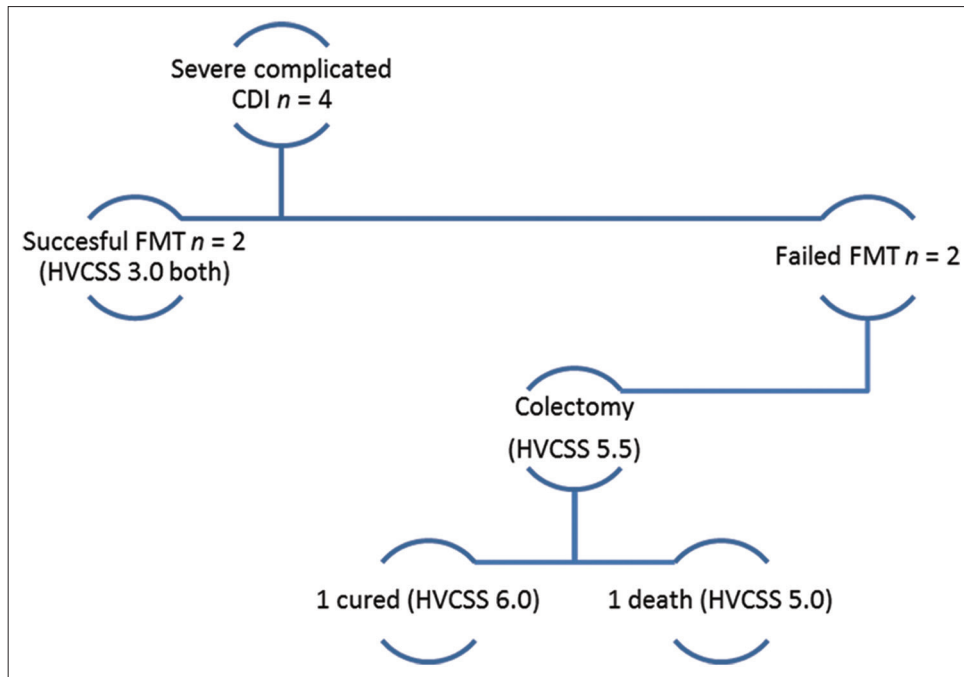 Severe complicated
CDI n = 4
Succesful FMT n = 2
(HVCSS 3.0 both)
Failed FMT n = 2
Colectomy
(HVCSS 5.5)
1 cured (HVCSS 6.0)
1 death (HVCSS 5.0)